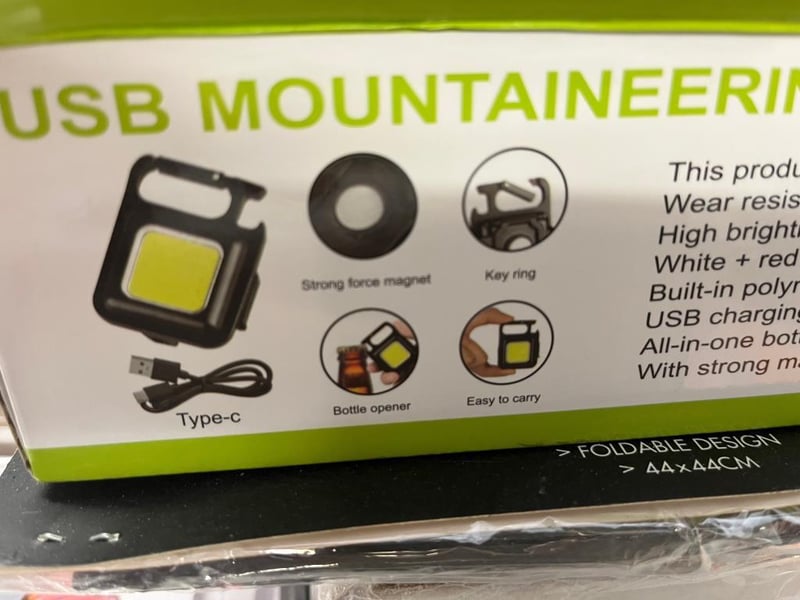 USB MOUNTAINEERIN
Strong force magnet
Key ring
Bottle opener
Easy to carry
Type-c
This produ
Wear resis
High bright
White + red
Built-in polym
USB charging
All-in-one bot
With strong ma
> FOLDABLE DESIGN
> 44x44CM